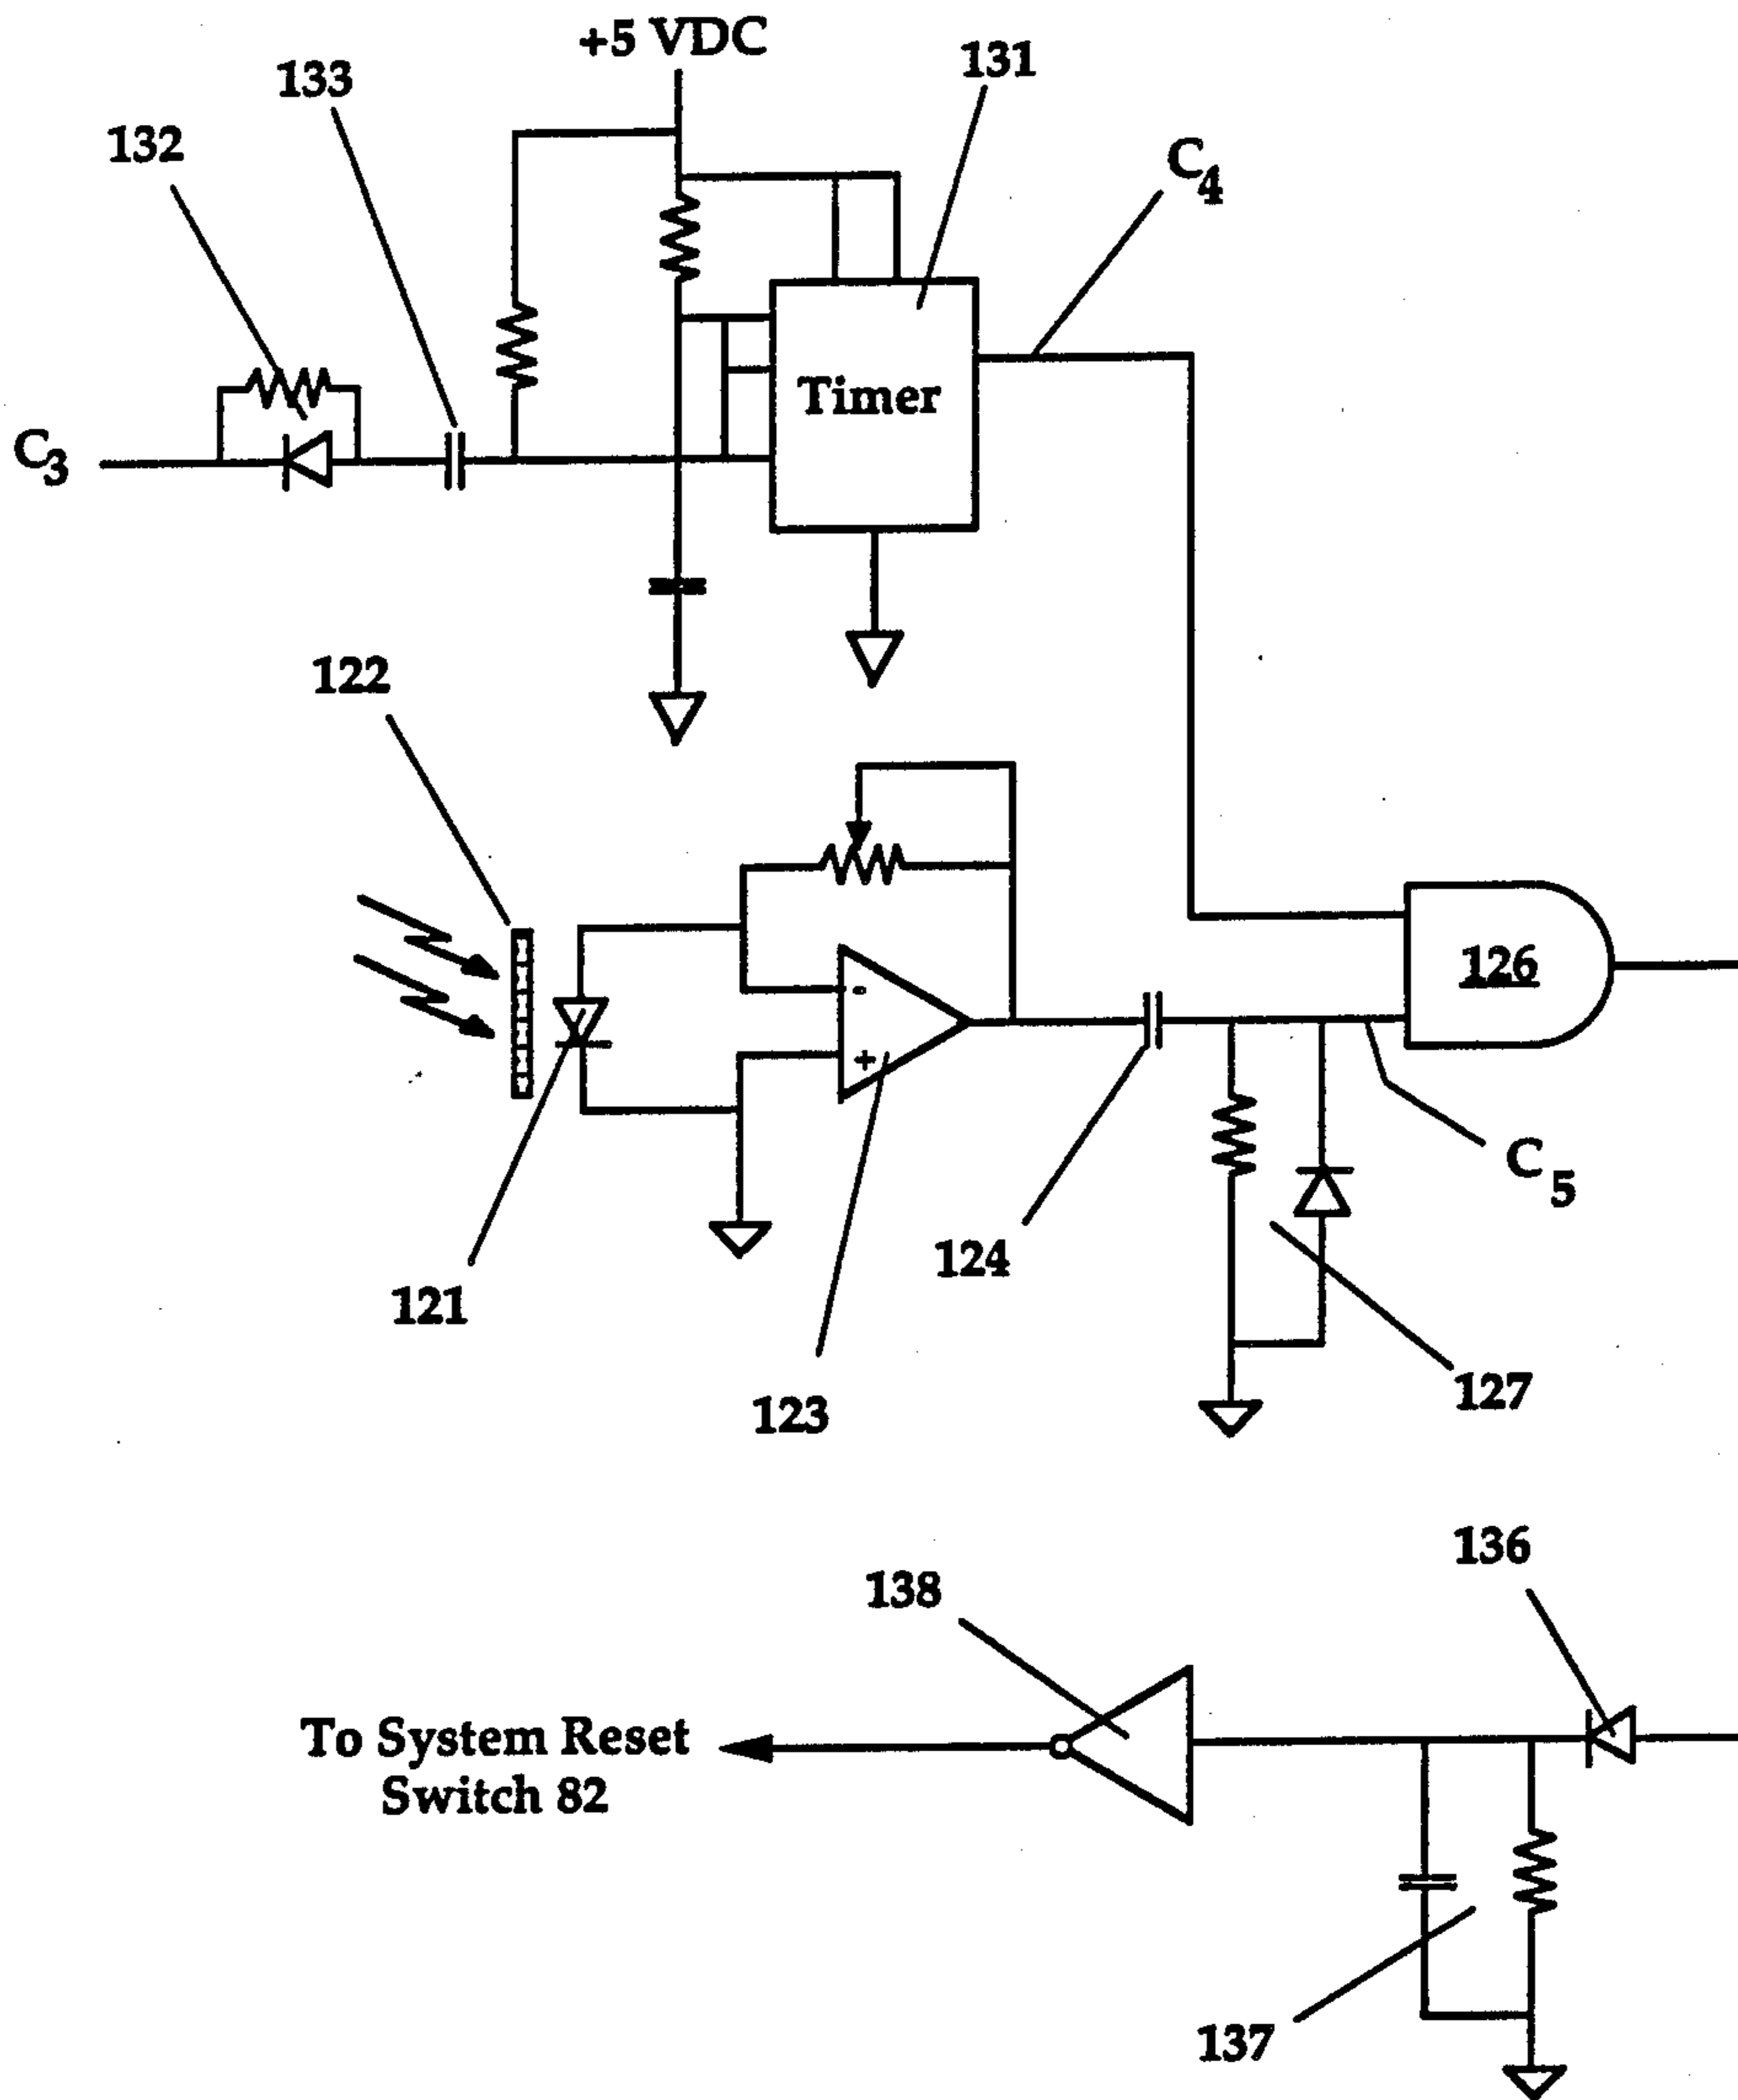 +5 VDC
133
131
132
C4
Timer
C3
122
126
-
+
C5
124
121
127
123
136
138
To System Reset
Switch 82
137